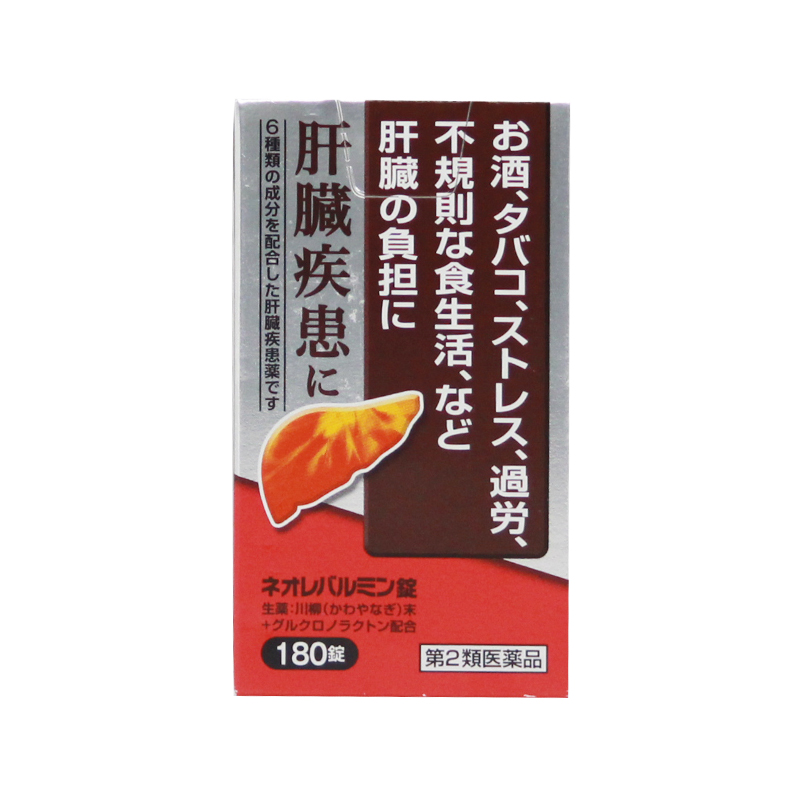 お酒、タバコ、ストレス、過労、
不規則な食生活、など
肝臓の負担に
肝臓疾患に
6種類の成分を配合した肝臓疾患薬です
ネオレバルミン錠
生薬:川柳(かわやなぎ)末
+グルクロノラクトン配合
180錠
第2類医薬品